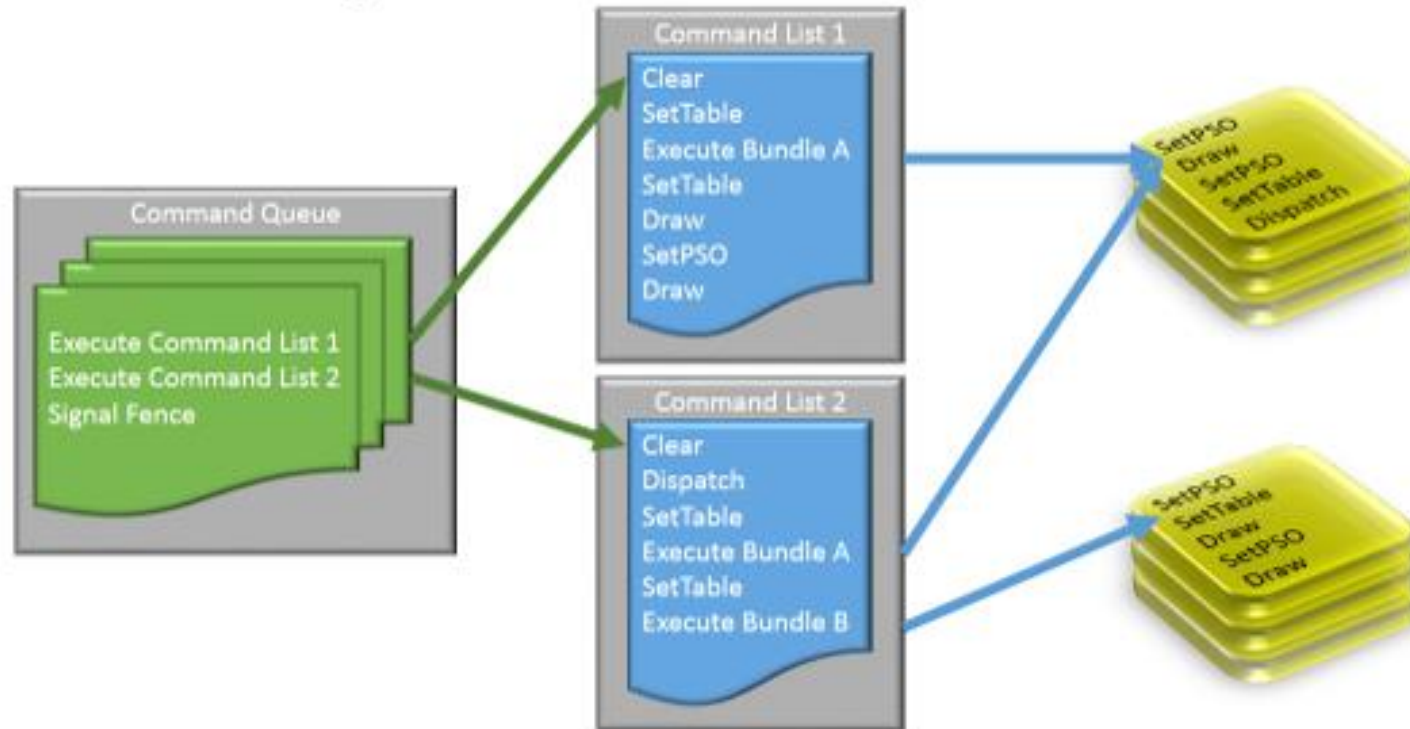 Command Queue
Execute Command List 1
Execute Command List 2
Signal Fence
Command List 1
Clear
SetTable
Execute Bundle A
SetTable
Draw
SetPSO
Draw
Command List 2
Clear
Dispatch
SetTable
Execute Bundle A
SetTable
Execute Bundle B
SetPSO
Draw
SetPSO
SetTable
Dispatch
SetPSO
SetTable
Draw
SetPSO
Draw